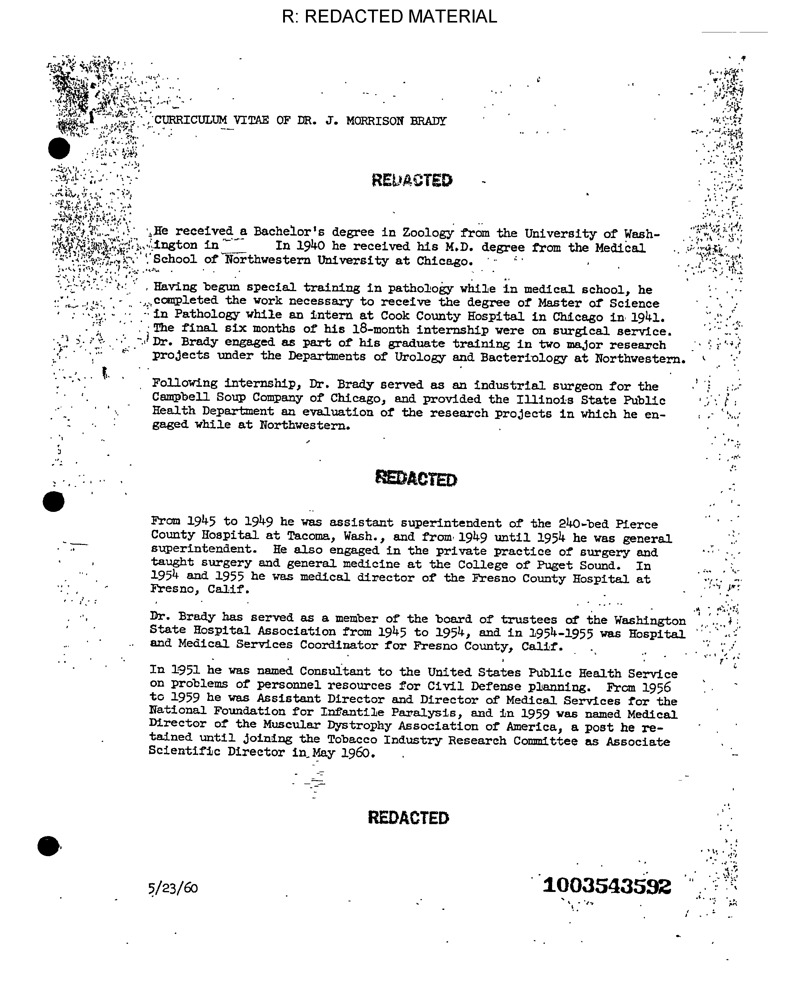 R: REDACTED MATERIAL
CURRICULUM VITAE OF DR. J. MORRISON BRADY
REDACTED
He received a Bachelor's degree in Zoology from the University of Wash-
ington in In 1940 he received his M.D. degree from the Medical
School of Northwestern University at Chicago.
Having begun special training in pathology while in medical school, he
completed the work necessary to receive the degree of Master of Science
in Pathology while an intern at Cook County Hospital in Chicago in 1941.
The final six months of his 18-month internship were on surgical service.
Dr. Brady engaged as part of his graduate training in two major research
projects under the Departments of Urology and Bacteriology at Northwestern.
Following internship, Dr. Brady served as an industrial surgeon for the
Campbell Soup Company of Chicago, and provided the Illinois State Public
Health Department an evaluation of the research projects in which he en-
gaged while at Northwestern.
REDACTED
From 1945 to 1949 he was assistant superintendent of the 240-bed Pierce
County Hospital at Tacoma, Wash., and from 1949 until 1954 he was general
superintendent. He also engaged in the private practice of surgery and
taught surgery and general medicine at the College of Puget Sound. In
1954 and 1955 he was medical director of the Fresno County Hospital at
Fresno, Calif.
Dr. Brady has served as a member of the board of trustees of the Washington
State Hospital Association from 1945 to 1954, and in 1954-1955 was Hospital
and Medical Services Coordinator for Fresno County, Calif.
In 1951 he was named Consultant to the United States Public Health Service
on problems of personnel resources for Civil Defense planning. From 1956
to 1959 he was Assistant Director and Director of Medical Services for the
National Foundation for Infantile Paralysis, and in 1959 was named Medical
Director of the Muscular Dystrophy Association of America, a post he re-
tained until joining the Tobacco Industry Research Committee as Associate
Scientific Director in May 1960.
REDACTED
5/23/60
1003543592